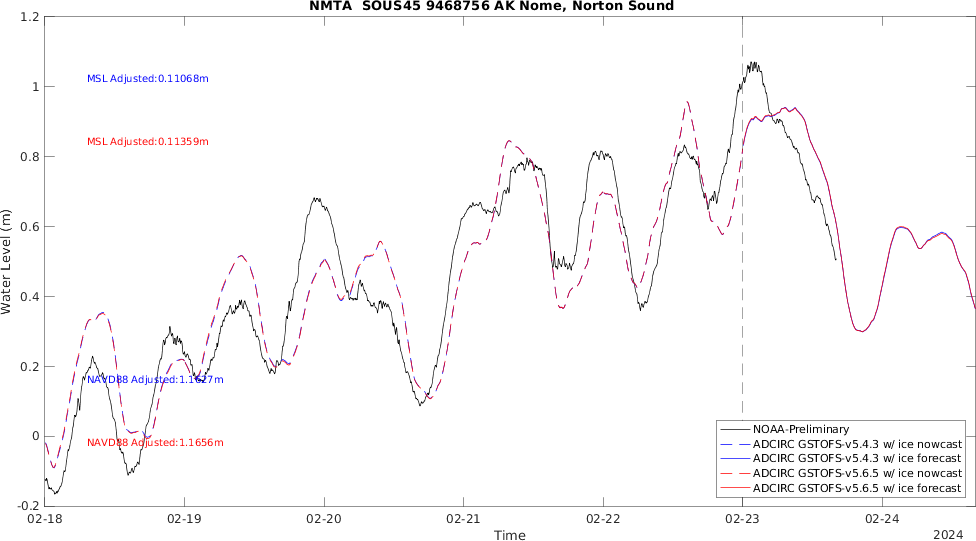 NMTA SOUS45 9468756 AK Nome, Norton Sound
1.2
1
0.8
0.6
0.4
0.2
0
-0.2
Water Level (m)
MSL Adjusted:0.11068m
MSL Adjusted:0.11359m
NAVD88 Adjusted:1.1627m
NAVD88 Adjusted:1.1656m
NOAA-Preliminary
ADCIRC GSTOFS-v5.4.3 w/ ice nowcast
ADCIRC GSTOFS-v5.4.3 w/ ice forecast
ADCIRC GSTOFS-v5.6.5 w/ ice nowcast
ADCIRC GSTOFS-v5.6.5 w/ ice forecast
02-18 02-19 02-20 02-21 02-22 02-23 02-24
Time
2024